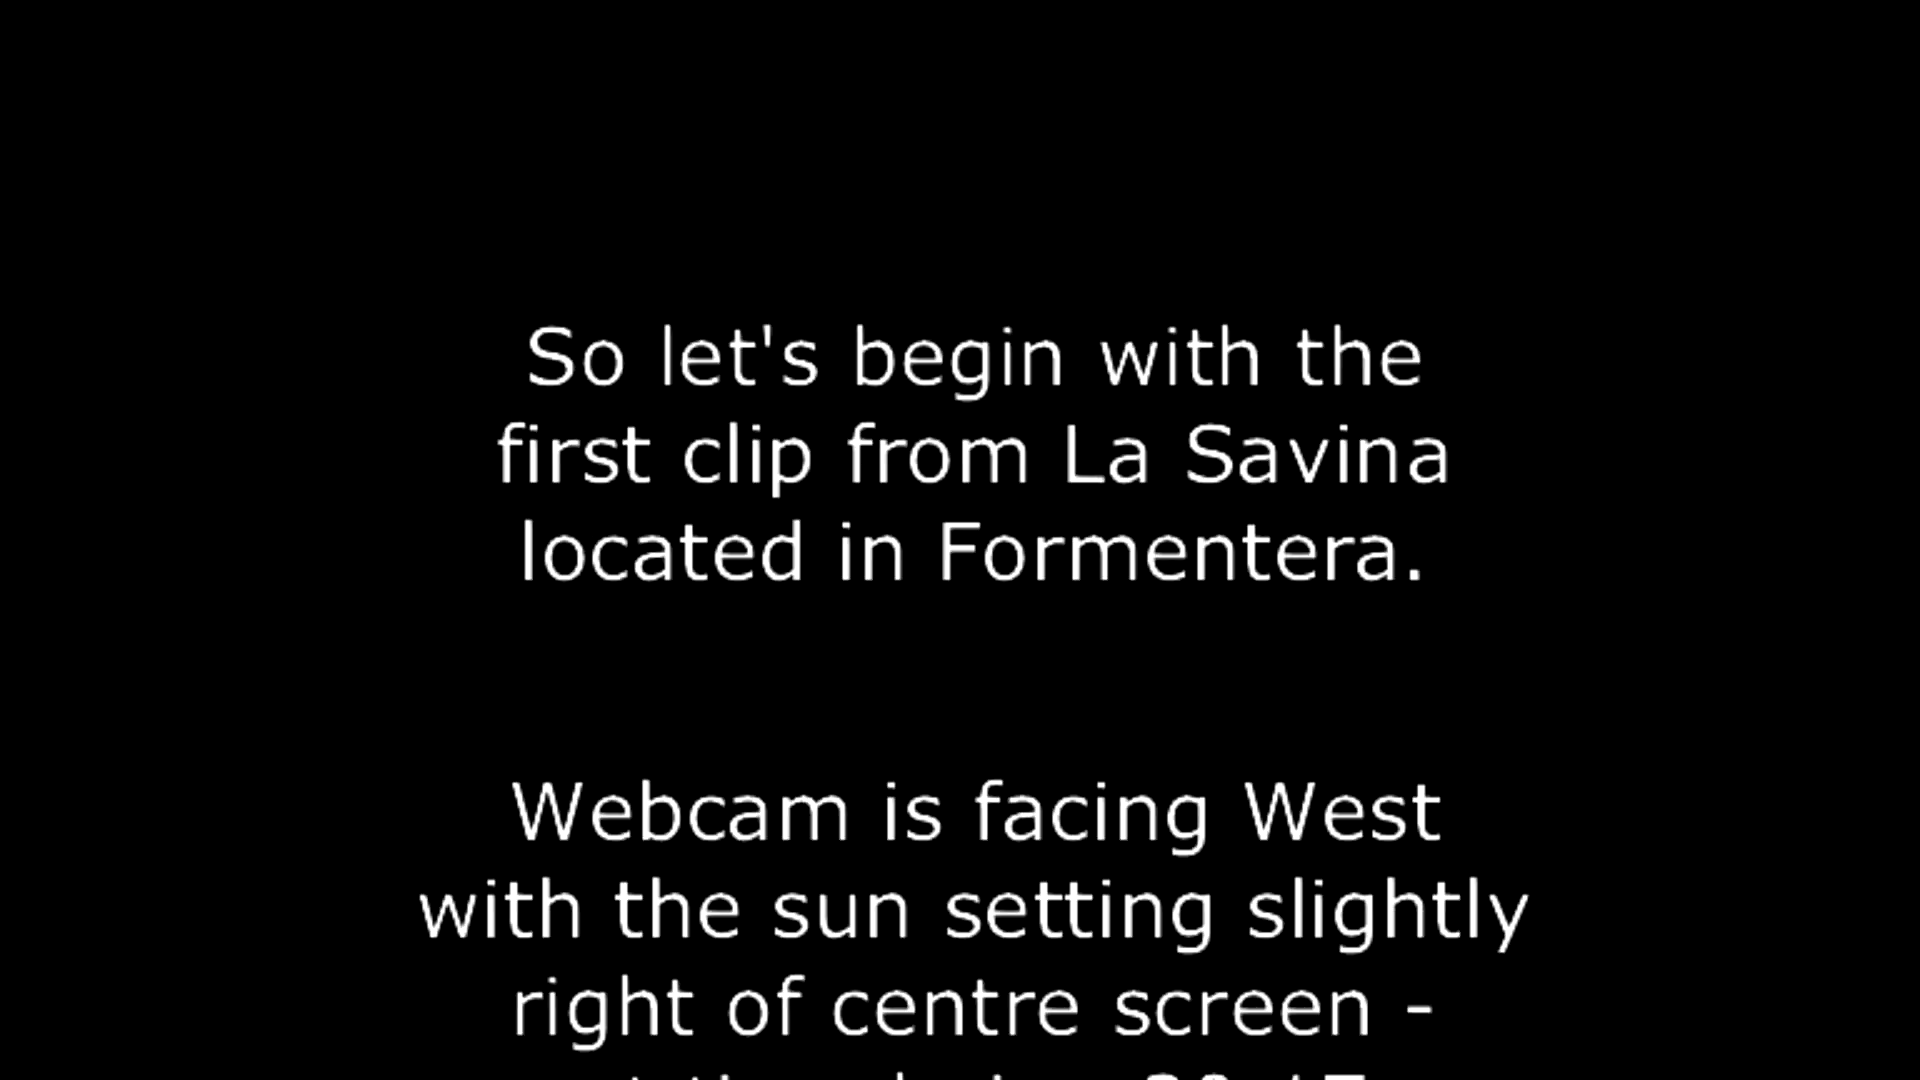 So let's begin with the
first clip from La Savina
located in Formentera.
Webcam is facing West
with the sun setting slightly
right of centre screen -